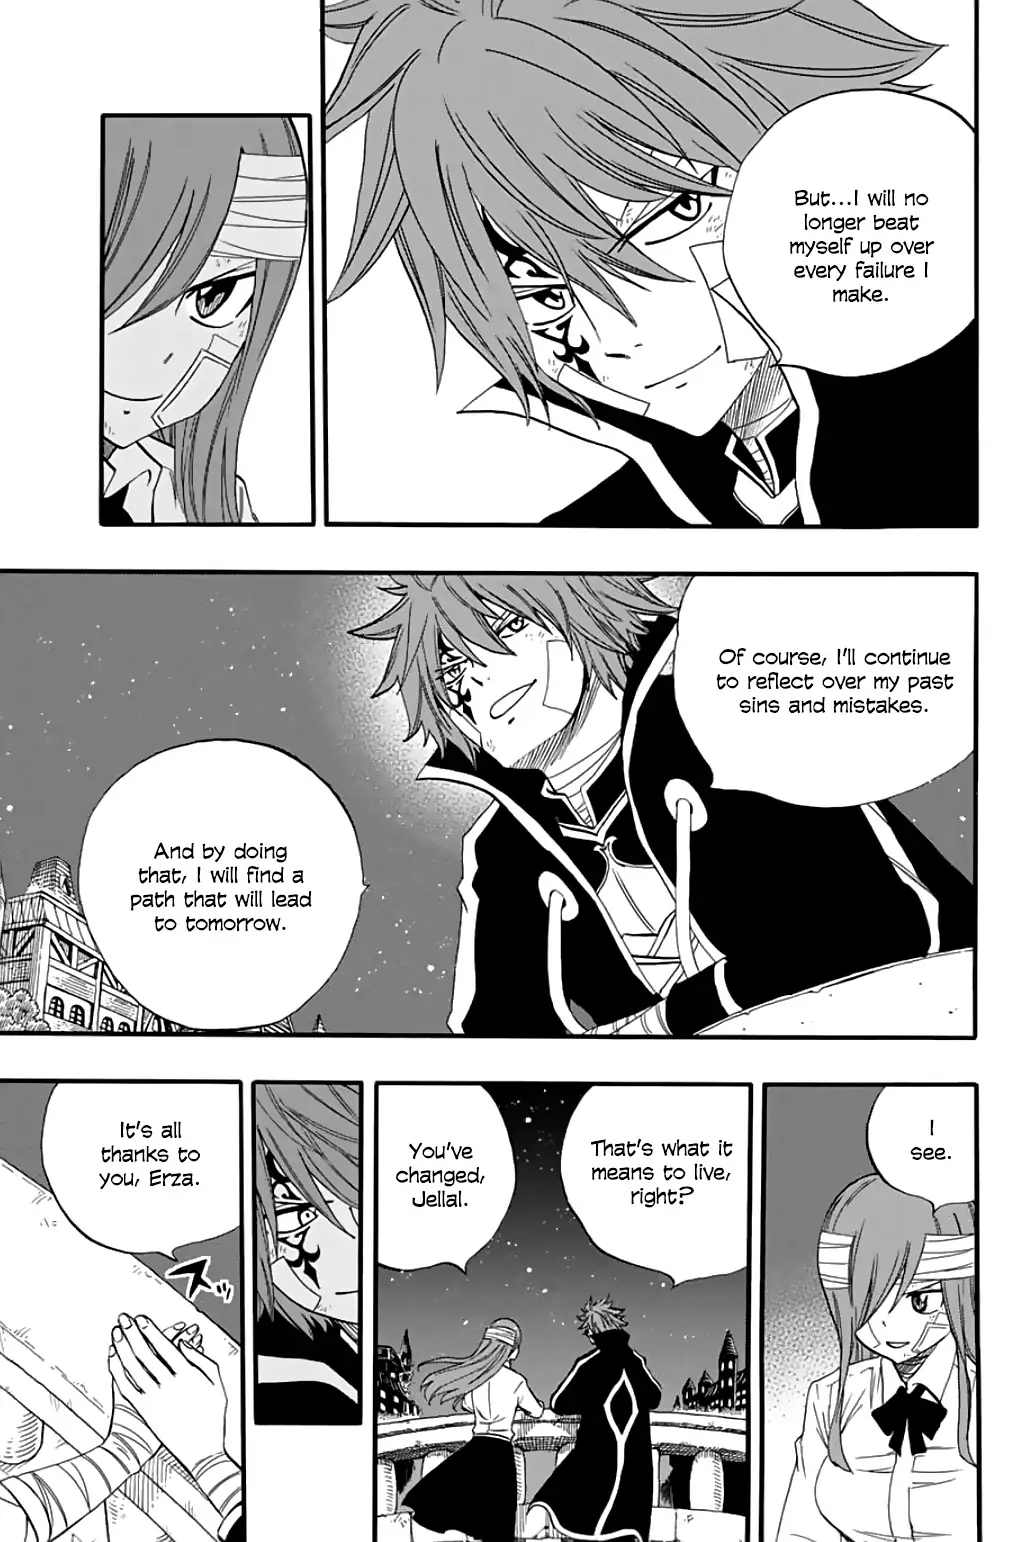 But...I will no
longer beat
myself up over
every failure I
make.
Of course, I'll continue
to reflect over my past
sins and mistakes.
And by doing
that, I will find a
path that will lead
to tomorrow.
I
see.
That's what it
means to live,
right?
You've
changed,
Jellal.
It's all
thanks to
you, Erza.
スッ